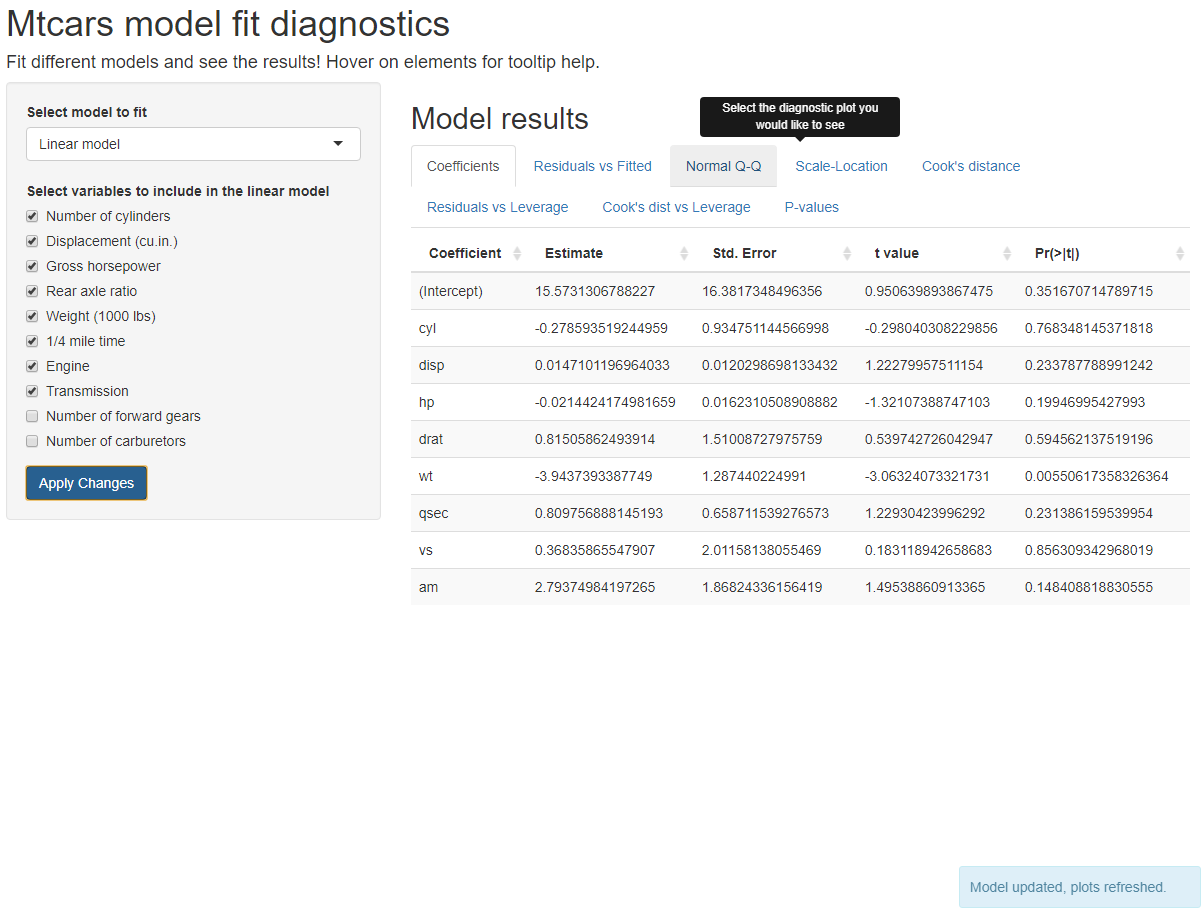 Mtcars model fit diagnostics
Fit different models and see the results! Hover on elements for tooltip help.
Select model to fit
Linear model
Select variables to include in the linear model
Number of cylinders
Displacement (cu.in.)
Gross horsepower
Rear axle ratio
Weight (1000 lbs)
1/4 mile time
Engine
Transmission
Number of forward gears
Number of carburetors
Apply Changes
Model results
Select the diagnostic plot you
would like to see
Coefficients Residuals vs Fitted Normal Q-Q Scale-Location Cook's distance
Residuals vs Leverage Cook's dist vs Leverage P-values
Coefficient Estimate Std. Error t value Pr(>|t|)
(Intercept) 15.5731306788227 16.3817348496356 0.950639893867475 0.351670714789715
cyl -0.278593519244959 0.934751144566998 -0.298040308229856 0.768348145371818
disp 0.0147101196964033 0.0120298698133432 1.22279957511154 0.233787788991242
hp -0.0214424174981659 0.0162310508908882 -1.32107388747103 0.19946995427993
drat 0.81505862493914 1.51008727975759 0.539742726042947 0.594562137519196
wt -3.9437393387749 1.287440224991 -3.06324073321731 0.00550617358326364
qsec 0.809756888145193 0.658711539276573 1.22930423996292 0.231386159539954
vs 0.36835865547907 2.01158138055469 0.183118942658683 0.856309342968019
am 2.79374984197265 1.86824336156419 1.49538860913365 0.148408818830555
Model updated, plots refreshed.